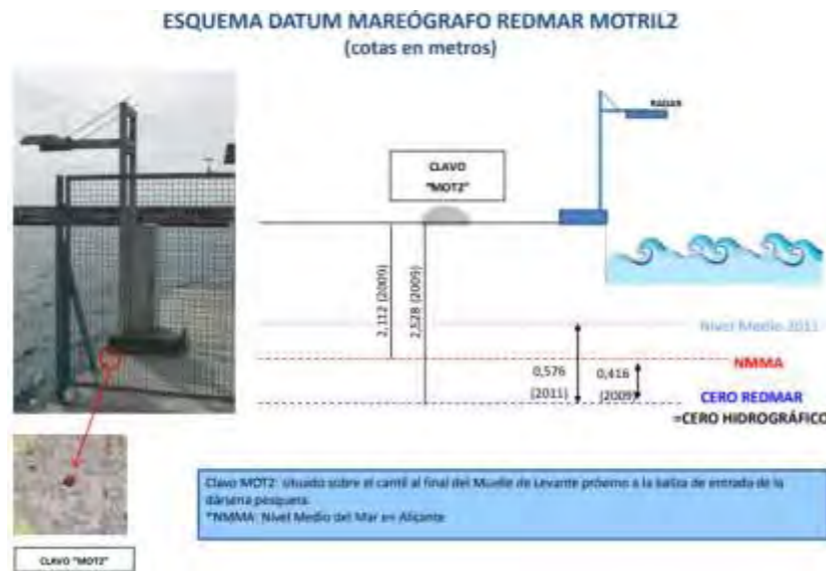 ESQUEMA DATUM MAREÓGRAFO REDMAR MOTRIL2
(cotas en metros)
RADAR
CLAVO
"MOT2"
2,112 (2009)
2,528 (2009)
Nivel Medio 2011
NMMA
0,576
(2011)
0,416
(2009)
CERO REDMAR
=CERO HIDROGRÁFICO
Clavo MOT2: situado sobre el cantil al final del Muelle de Levante próximo a la baliza de entrada de la
dársena pesquera.
*NMMA: Nivel Medio del Mar en Alicante
CLAVO "MOT2"